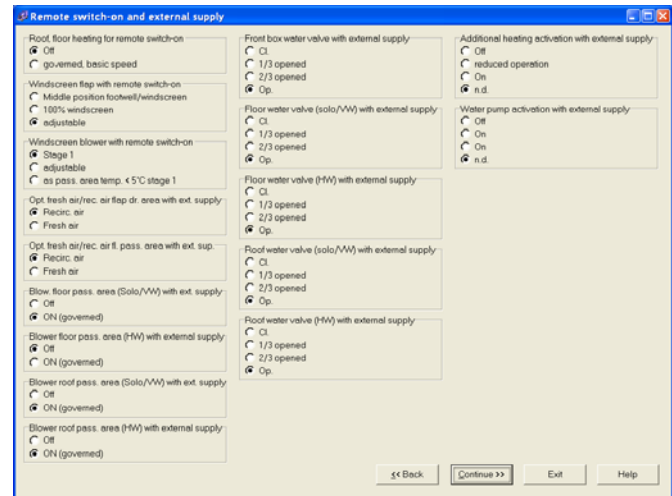 Remote switch-on and external supply
Roof, floor heating for remote switch-on
Off
governed, basic speed
Windscreen flap with remote switch-on
Middle position footwell/windscreen
100% windscreen
adjustable
Windscreen blower with remote switch-on
Stage 1
adjustable
as pass. area temp. < 5°C stage 1
Opt. fresh air/rec. air flap dr. area with ext. supply
Recirc. air
Fresh air
Opt. fresh air/rec. air fl. pass. area with ext. sup.
Recirc. air
Fresh air
Blow. floor pass. area (Solo/VW) with ext. supply
Off
ON (governed)
Blower floor pass. area (HW) with external supply
Off
ON (governed)
Blower roof pass. area (Solo/VW) with ext. supply
Off
ON (governed)
Blower roof pass. area (HW) with external supply
Off
ON (governed)
Front box water valve with external supply
Cl.
1/3 opened
2/3 opened
Op.
Floor water valve (solo/VW) with external supply
Cl.
1/3 opened
2/3 opened
Op.
Floor water valve (HW) with external supply
Cl.
1/3 opened
2/3 opened
Op.
Roof water valve (solo/VW) with external supply
Cl.
1/3 opened
2/3 opened
Op.
Roof water valve (HW) with external supply
Cl.
1/3 opened
2/3 opened
Op.
Additional heating activation with external supply
Off
reduced operation
On
n.d.
Water pump activation with external supply
Off
On
On
n.d.
<< Back
Continue >>
Exit
Help